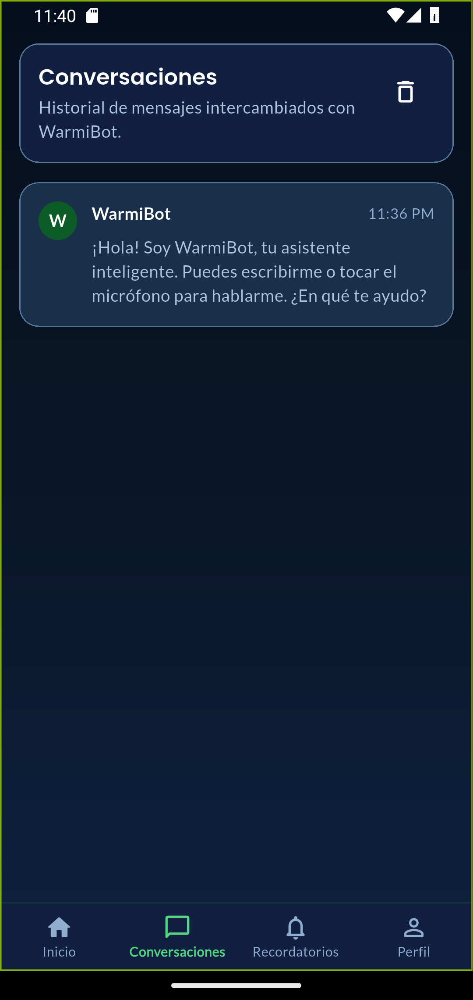 11:40
Conversaciones
Historial de mensajes intercambiados con
WarmiBot.
W
WarmiBot
11:36 PM
¡Hola! Soy WarmiBot, tu asistente
inteligente. Puedes escribirme o tocar el
micrófono para hablarme. ¿En qué te ayudo?
Inicio
Conversaciones
Recordatorios
Perfil